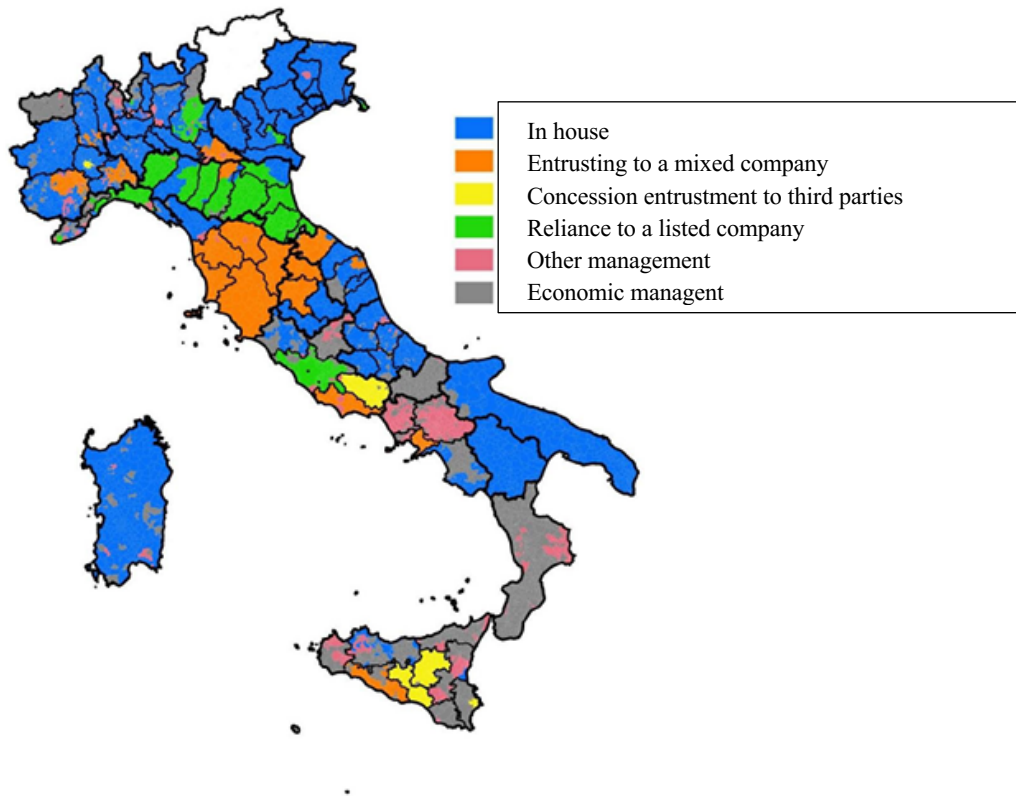 In house
Entrusting to a mixed company
Concession entrustment to third parties
Reliance to a listed company
Other management
Economic managent